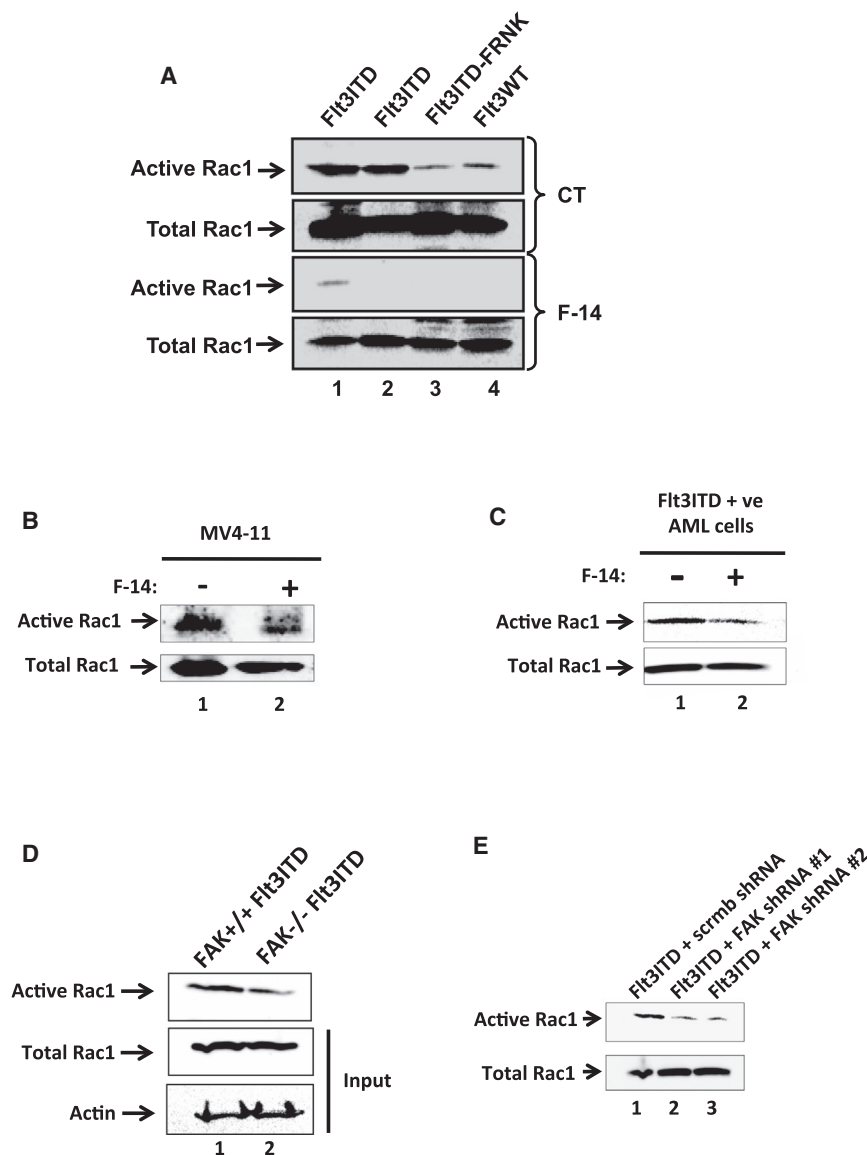 A
Flt3ITD Flt3ITD Flt3ITD-FRNK Flt3WT
Active Rac1
Total Rac1
CT
Active Rac1
Total Rac1
F-14
1 2 3 4
B
MV4-11
F-14: - +
Active Rac1
Total Rac1
1 2
C
Flt3ITD + ve
AML cells
F-14: - +
Active Rac1
Total Rac1
1 2
D
FAK+/+ Flt3ITD FAK-/- Flt3ITD
Active Rac1
Total Rac1
Actin
Input
1 2
E
Flt3ITD + scrmb shRNA
Flt3ITD + FAK shRNA #1
Flt3ITD + FAK shRNA #2
Active Rac1
Total Rac1
1 2 3